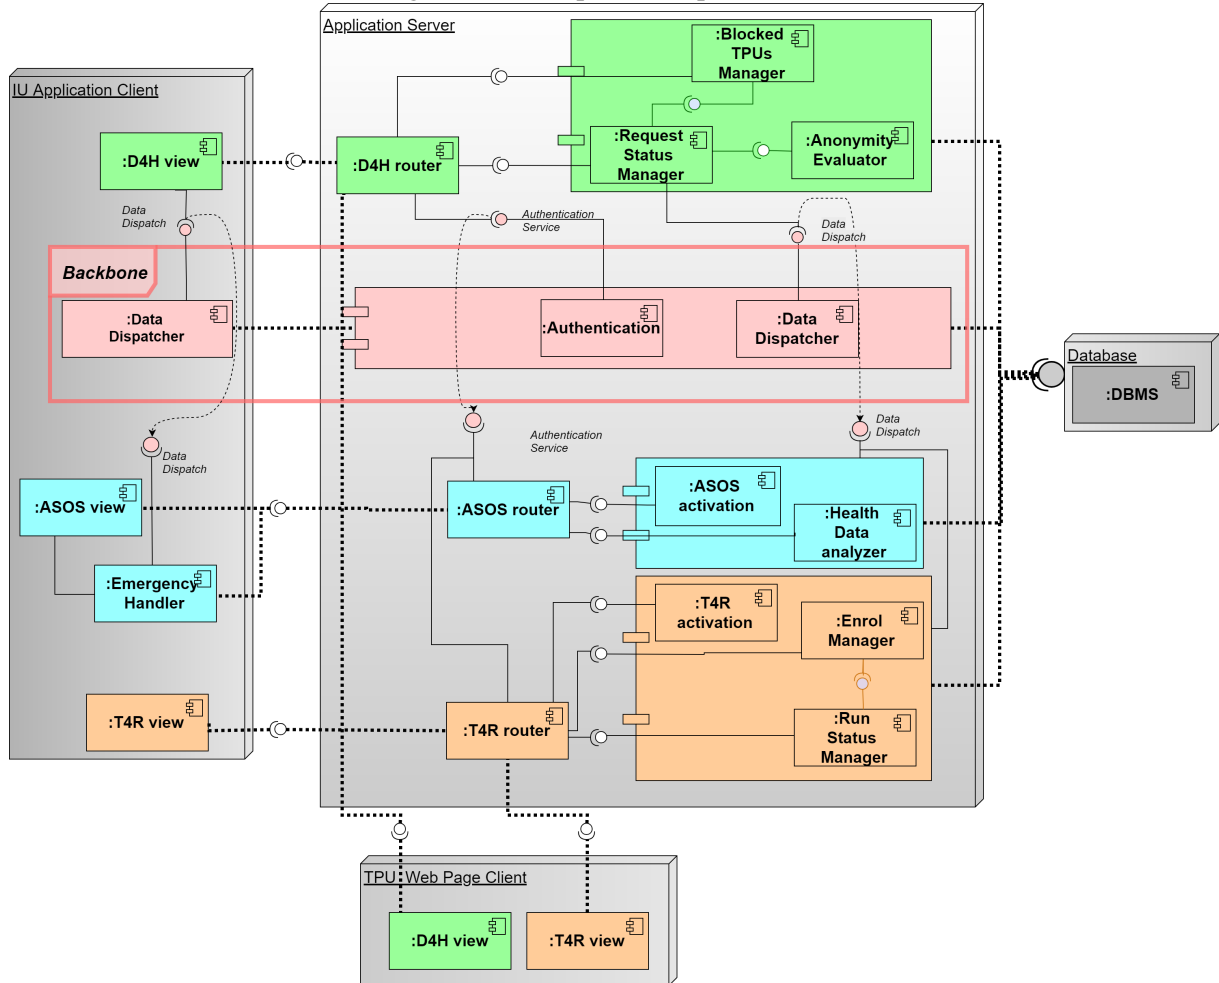 Application Server
:Blocked
TPUs
Manager
IU Application Client
:Request
Status
Manager
:Anonymity
Evaluator
:D4H view
:D4H router
Data
Dispatch
Authentication
Service
Data
Dispatch
Backbone
:Data
Dispatcher
:Authentication
:Data
Dispatcher
Database
:DBMS
Data
Dispatch
Authentication
Service
Data
Dispatch
:ASOS view
:ASOS router
:ASOS
activation
:Health
Data
analyzer
:Emergency
Handler
:T4R
activation
:Enrol
Manager
:T4R view
:T4R router
:Run
Status
Manager
TPU Web Page Client
:D4H view
:T4R view